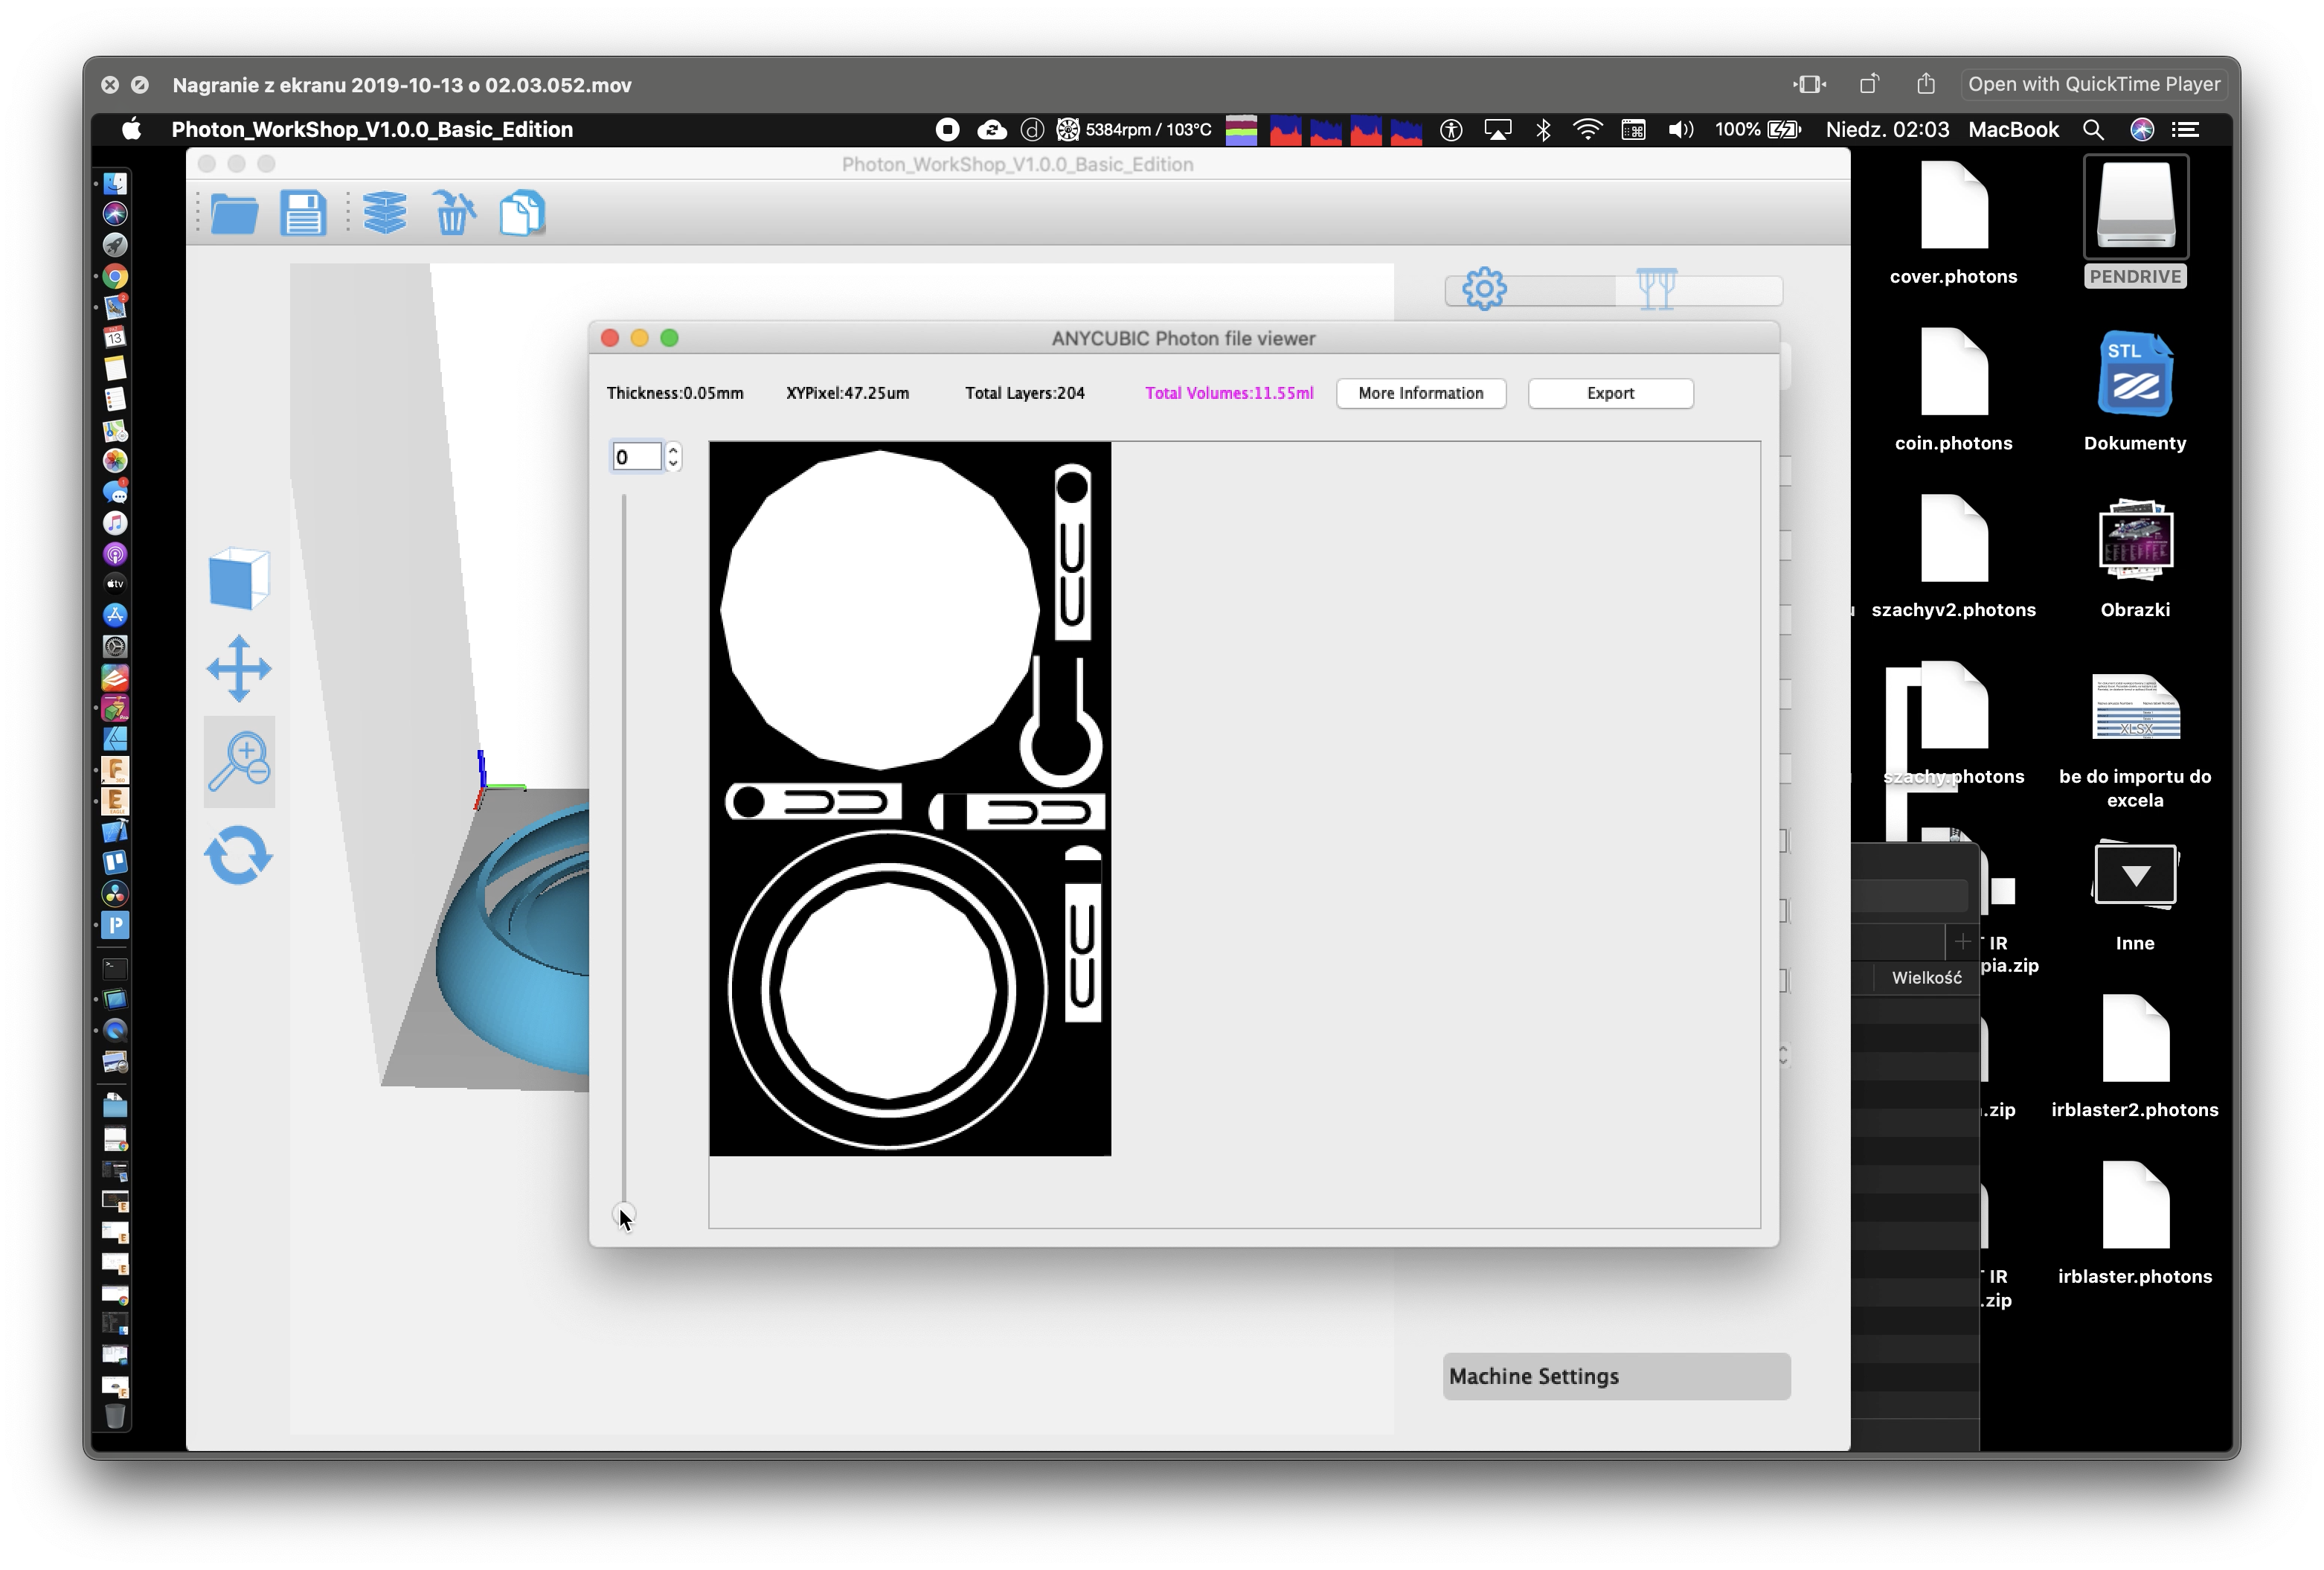 Nagranie z ekranu 2019-10-13 o 02.03.052.mov
Open with QuickTime Player
Photon_WorkShop_V1.0.0_Basic_Edition
5384rpm / 103°C
100%
Niedz. 02:03
MacBook
Photon_WorkShop_V1.0.0_Basic_Edition
ANYCUBIC Photon file viewer
Thickness:0.05mm
XYPixel:47.25um
Total Layers:204
Total Volumes:11.55ml
More Information
Export
0
Machine Settings
cover.photons
PENDRIVE
coin.photons
STL
Dokumenty
szachyv2.photons
Obrazki
szachy.photons
XLSX
be do importu do
excela
IR
pia.zip
Inne
Wielkość
.zip
irblaster2.photons
IR
.zip
irblaster.photons
13
tv